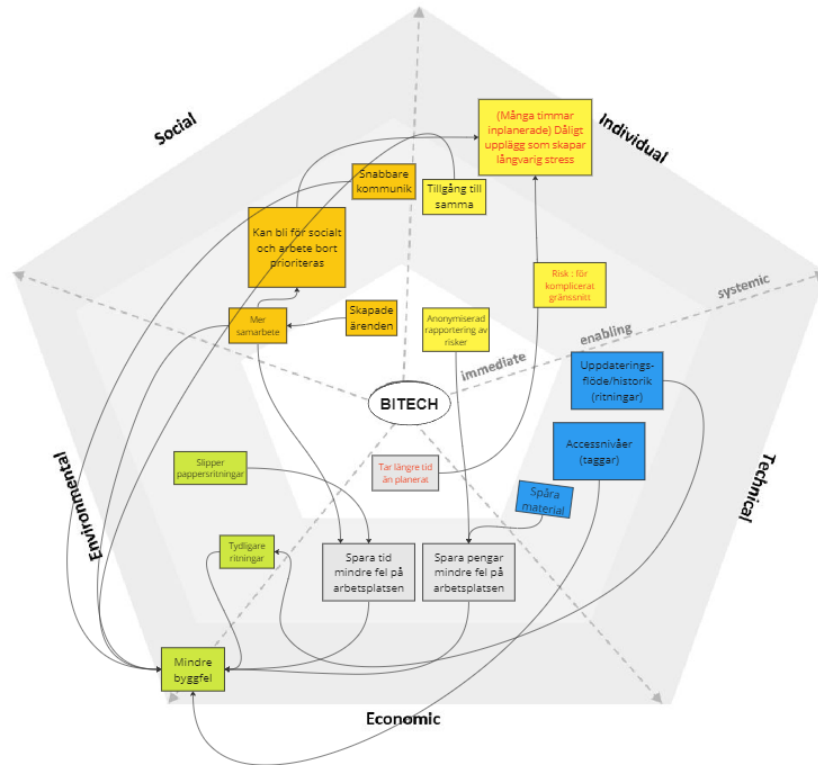 Social
Individual
(Många timmar
inplanerade) Dåligt
upplägg som skapar
långvarig stress
Snabbare
kommunik
Tillgång till
samma
Kan bli för socialt
och arbete bort
prioriteras
Risk : för
komplicerat
gränssnitt
systemic
Mer
samarbete
Skapade
ärenden
Anonymiserad
rapportering av
risker
enabling
immediate
Uppdaterings-
flöde/historik
(ritningar)
BITECH
Accessnivåer
(taggar)
Slipper
pappersritningar
Tar längre tid
än planerat
Spåra
material
Environmental
Technical
Tydligare
ritningar
Spara tid
mindre fel på
arbetsplatsen
Spara pengar
mindre fel på
arbetsplatsen
Mindre
byggfel
Economic